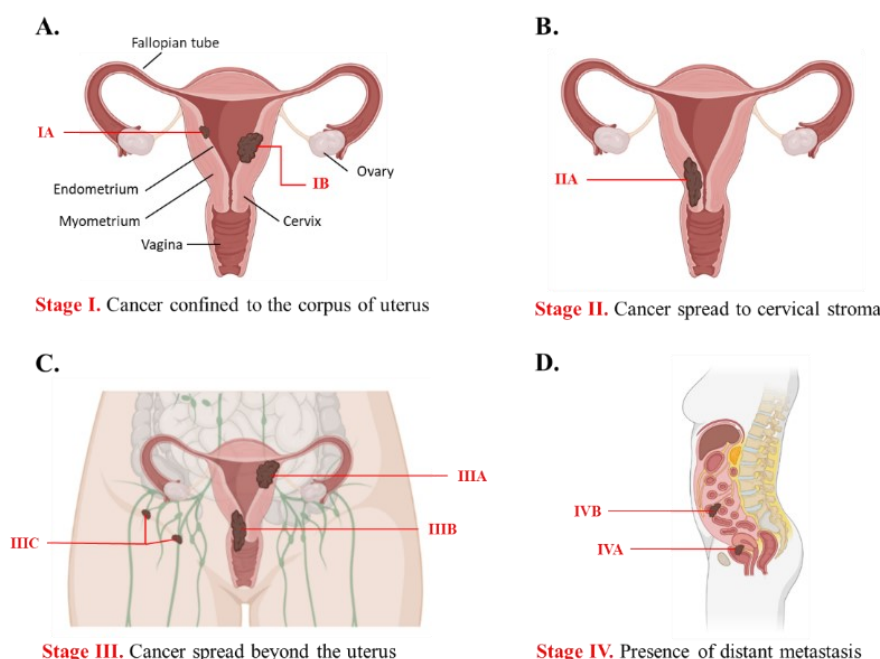 A.
Fallopian tube
IA
Endometrium
Myometrium
Vagina
IB
Ovary
Cervix
Stage I. Cancer confined to the corpus of uterus
B.
IIA
Stage II. Cancer spread to cervical stroma
C.
IIIA
IIIB
IIIC
Stage III. Cancer spread beyond the uterus
D.
IVB
IVA
Stage IV. Presence of distant metastasis